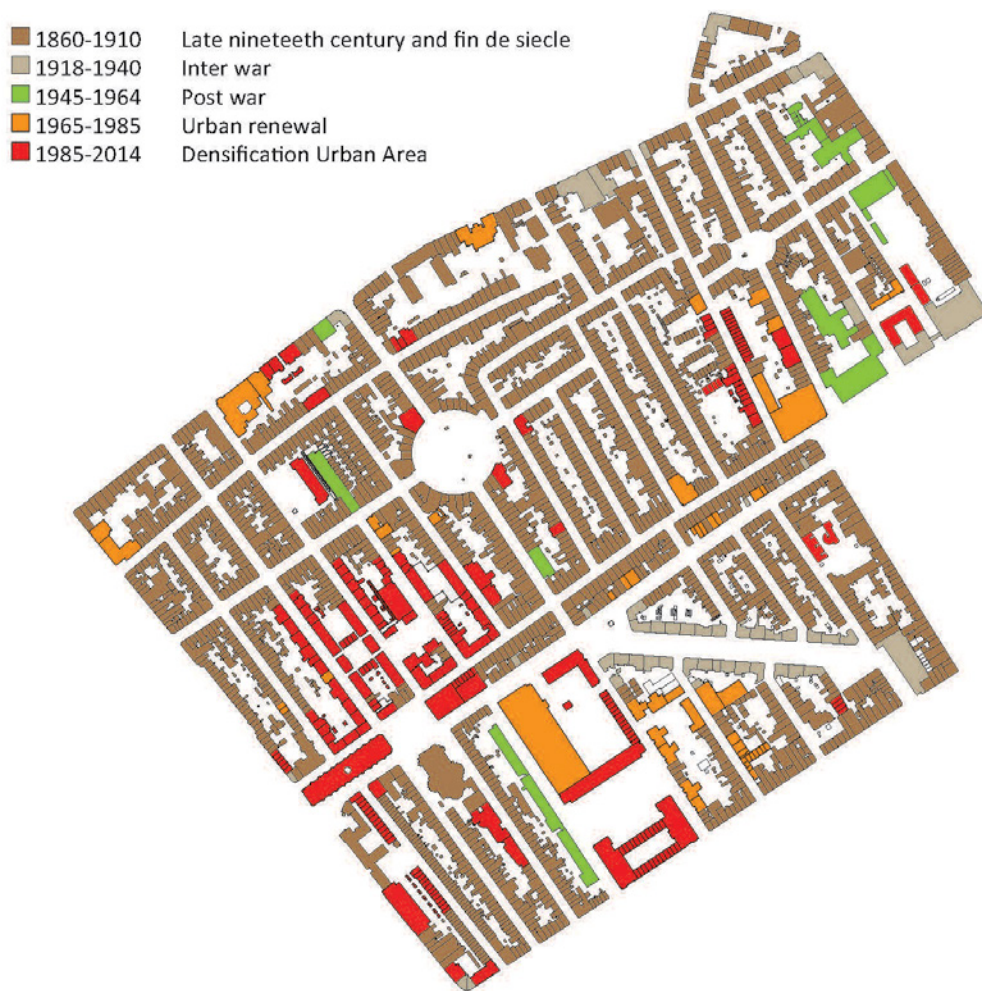 1860-1910 Late nineteeth century and fin de siecle
1918-1940 Inter war
1945-1964 Post war
1965-1985 Urban renewal
1985-2014 Densification Urban Area